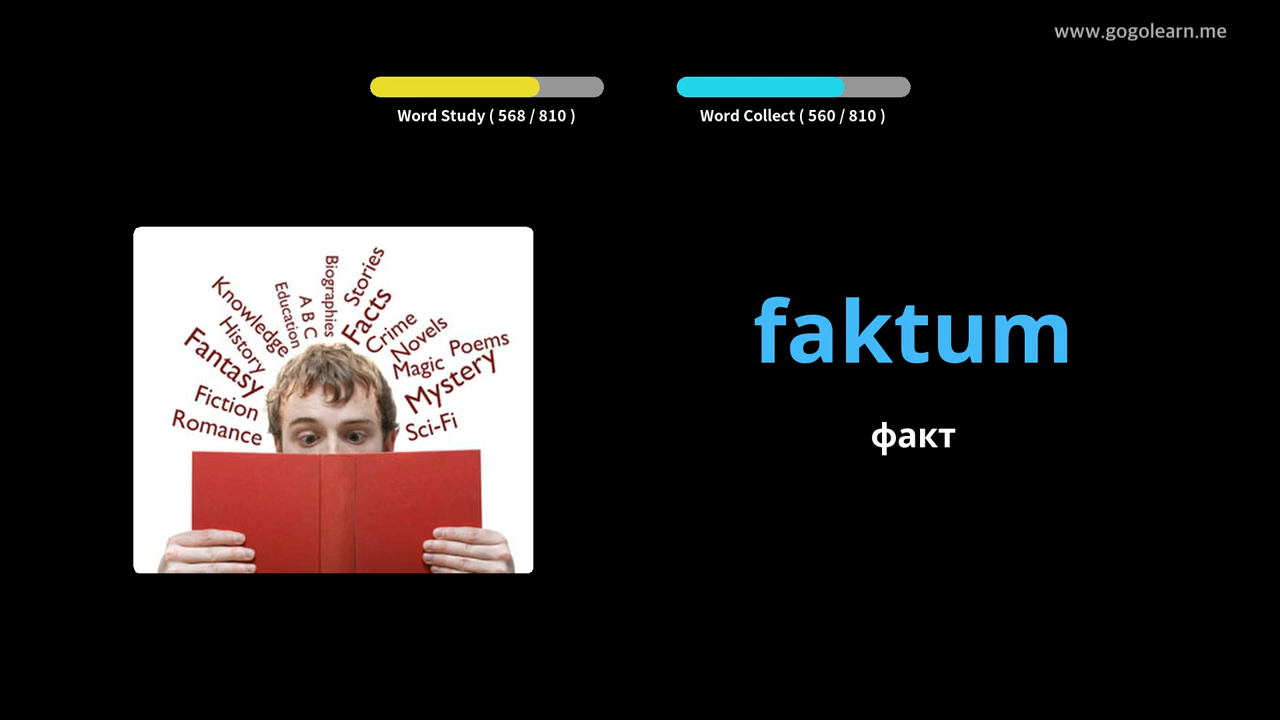 www.gogolearn.me
Word Study ( 568 / 810 )
Word Collect ( 560 / 810 )
Romance
Fiction
Fantasy
History
Knowledge
Education
A B C
Biographies
Stories
Facts
Crime
Novels
Magic
Poems
Mystery
Sci-Fi
faktum
факт